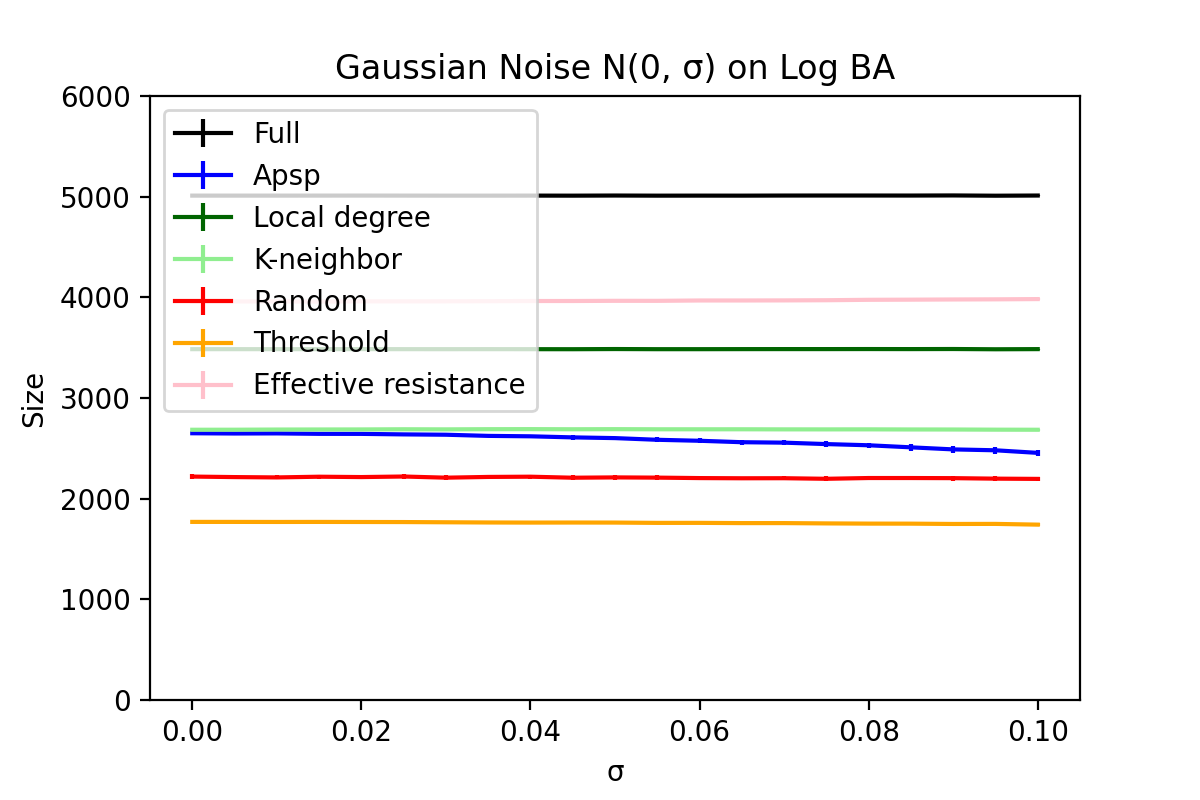 Gaussian Noise N(0, σ) on Log BA
6000
5000
4000
3000
2000
1000
0
Size
Full
Apsp
Local degree
K-neighbor
Random
Threshold
Effective resistance
0.00 0.02 0.04 0.06 0.08 0.10
σ